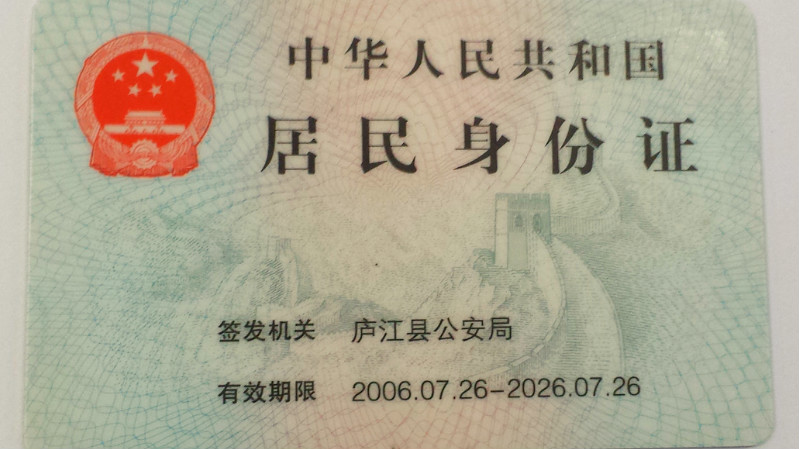 中华人民共和国
居民身份证
签发机关 庐江县公安局
有效期限 2006.07.26-2026.07.26